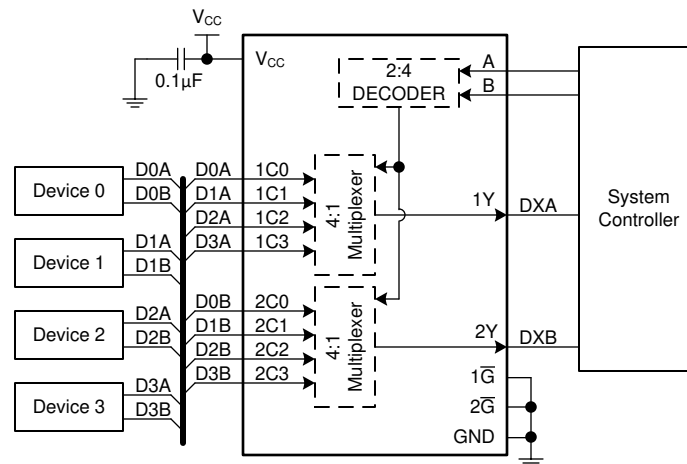 VCC
0.1μF
VCC
2:4
DECODER
A
B
Device 0
D0A
D0B
D0A
1C0
D1A
1C1
D2A
1C2
D3A
1C3
4:1
Multiplexer
1Y
DXA
System
Controller
Device 1
D1A
D1B
Device 2
D2A
D2B
D0B
2C0
D1B
2C1
D2B
2C2
D3B
2C3
4:1
Multiplexer
2Y
DXB
Device 3
D3A
D3B
1G̅
2G̅
GND